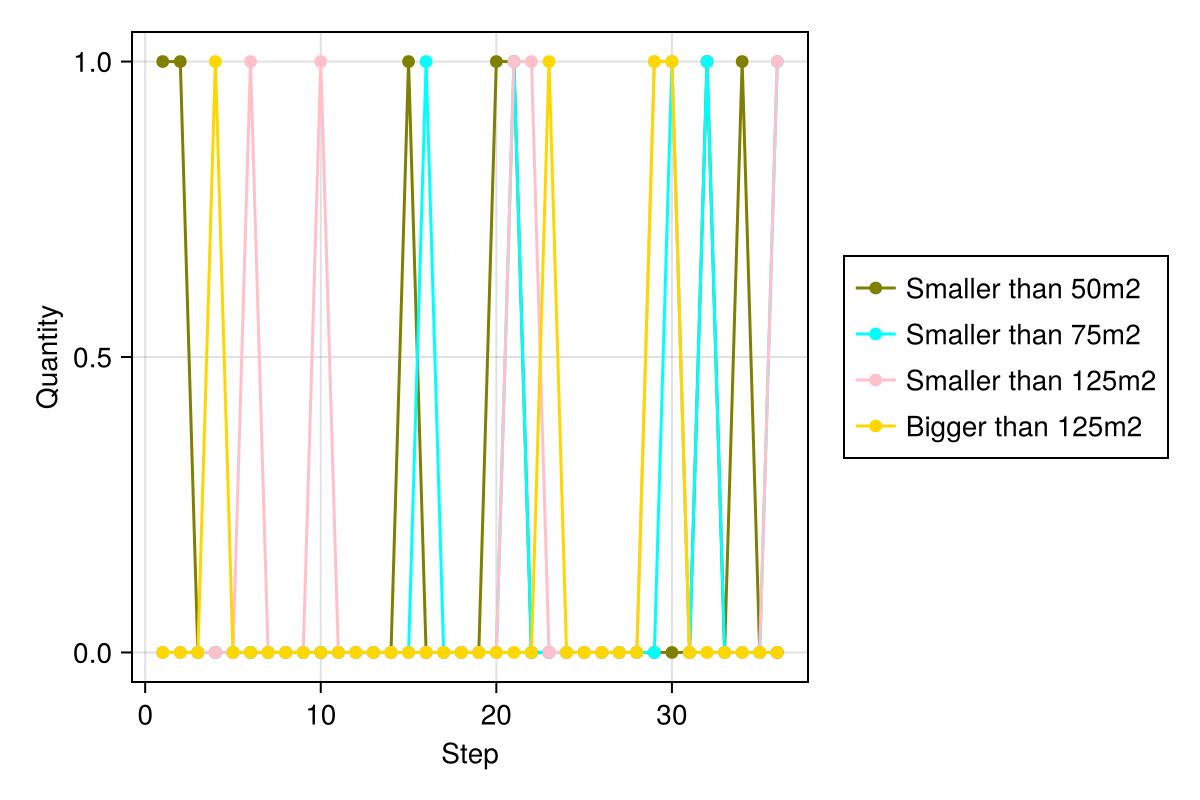 1.0
0.5
0.0
Quantity
0
10
20
30
Step
Smaller than 50m2
Smaller than 75m2
Smaller than 125m2
Bigger than 125m2